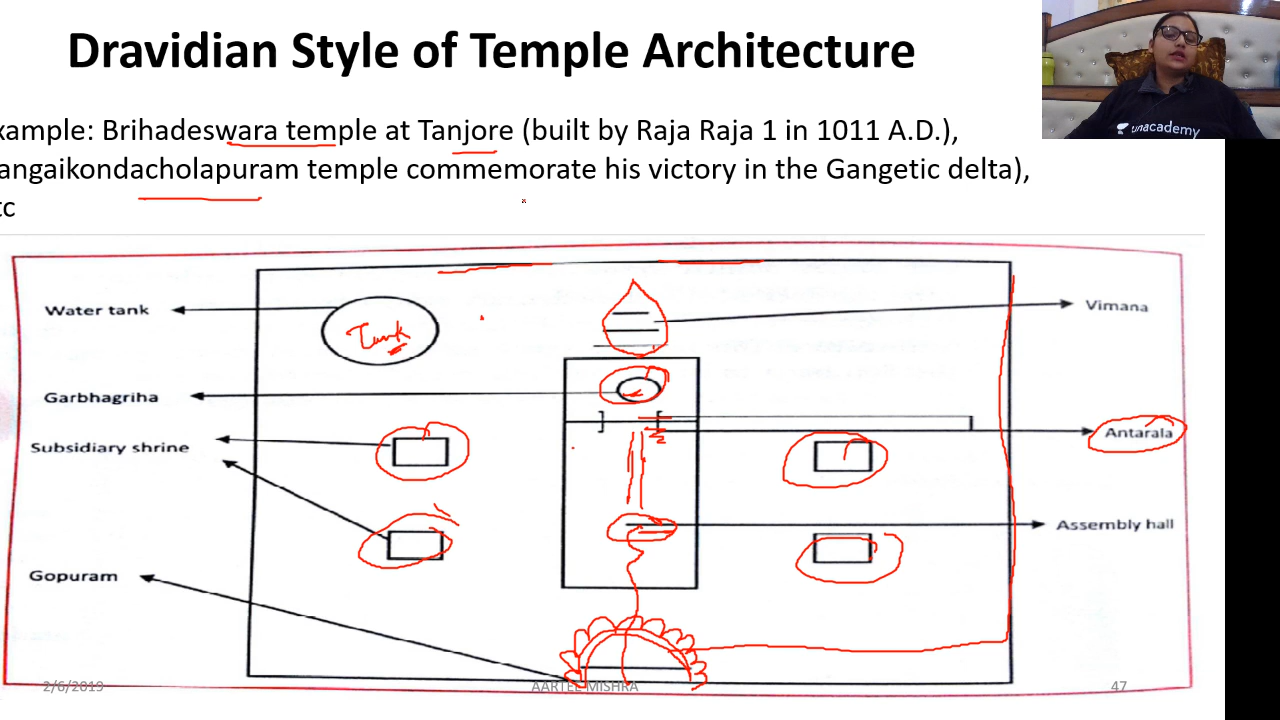 Dravidian Style of Temple Architecture
unacademy
xample: Brihadeswara temple at Tanjore (built by Raja Raja 1 in 1011 A.D.),
angaikondacholapuram temple commemorate his victory in the Gangetic delta),
tc
Water tank
Tank
Vimana
Garbhagriha
Subsidiary shrine
Antarala
Assembly hall
Gopuram
2/6/2019
AARTEE MISHRA
47